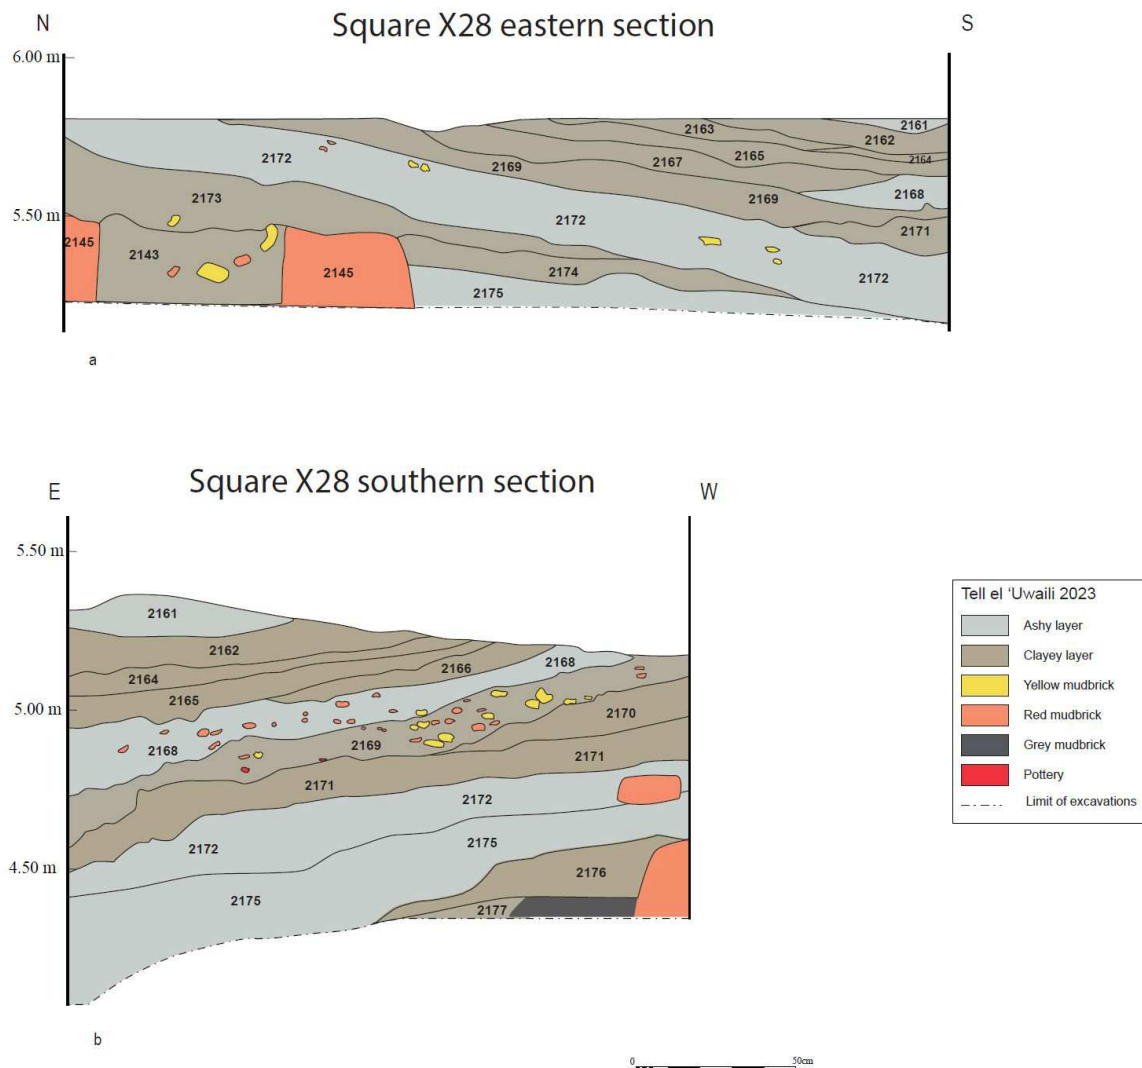 N
Square X28 eastern section
S
6.00 m
2161
2163
2162
2172
2169
2167
2165
2164
2173
2169
2168
5.50 m
2172
2171
2145
2143
2145
2174
2172
2175
a
E
Square X28 southern section
W
5.50 m
2161
2162
2166
2168
2164
2165
5.00 m
2170
2168
2169
2171
2171
2172
2172
2175
4.50 m
2176
2175
2177
b
Tell el ‘Uwaili 2023
Ashy layer
Clayey layer
Yellow mudbrick
Red mudbrick
Grey mudbrick
Pottery
Limit of excavations
0 50cm